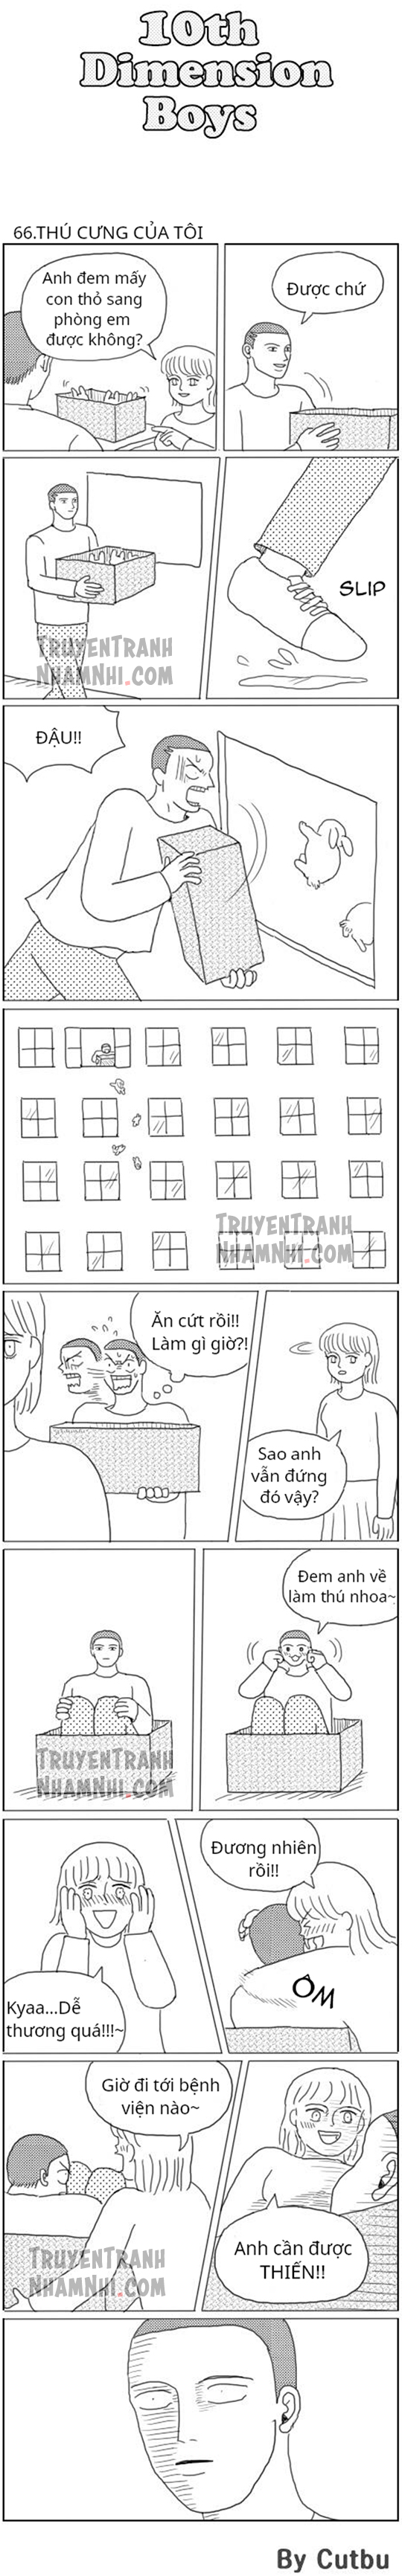 10th
Dimension
Boys
66.THÚ CƯNG CỦA TÔI
Anh đem mấy
con thỏ sang
phòng em
được không?
Được chứ
TRUYENTRANH
NHAMNHI.COM
SLIP
ĐẬU!!
TRUYENTRANH
NHAMNHI.COM
Ăn cứt rồi!!
Làm gì giờ?!
Sao anh
vẫn đứng
đó vậy?
Đem anh về
làm thú nhoa~
TRUYENTRANH
NHAMNHI.COM
Kyaa...Dễ
thương quá!!!~
Đương nhiên
rồi!!
ÔM
Giờ đi tới bệnh
viện nào~
TRUYENTRANH
NHAMNHI.COM
Anh cần được
THIẾN!!
By Cutbu